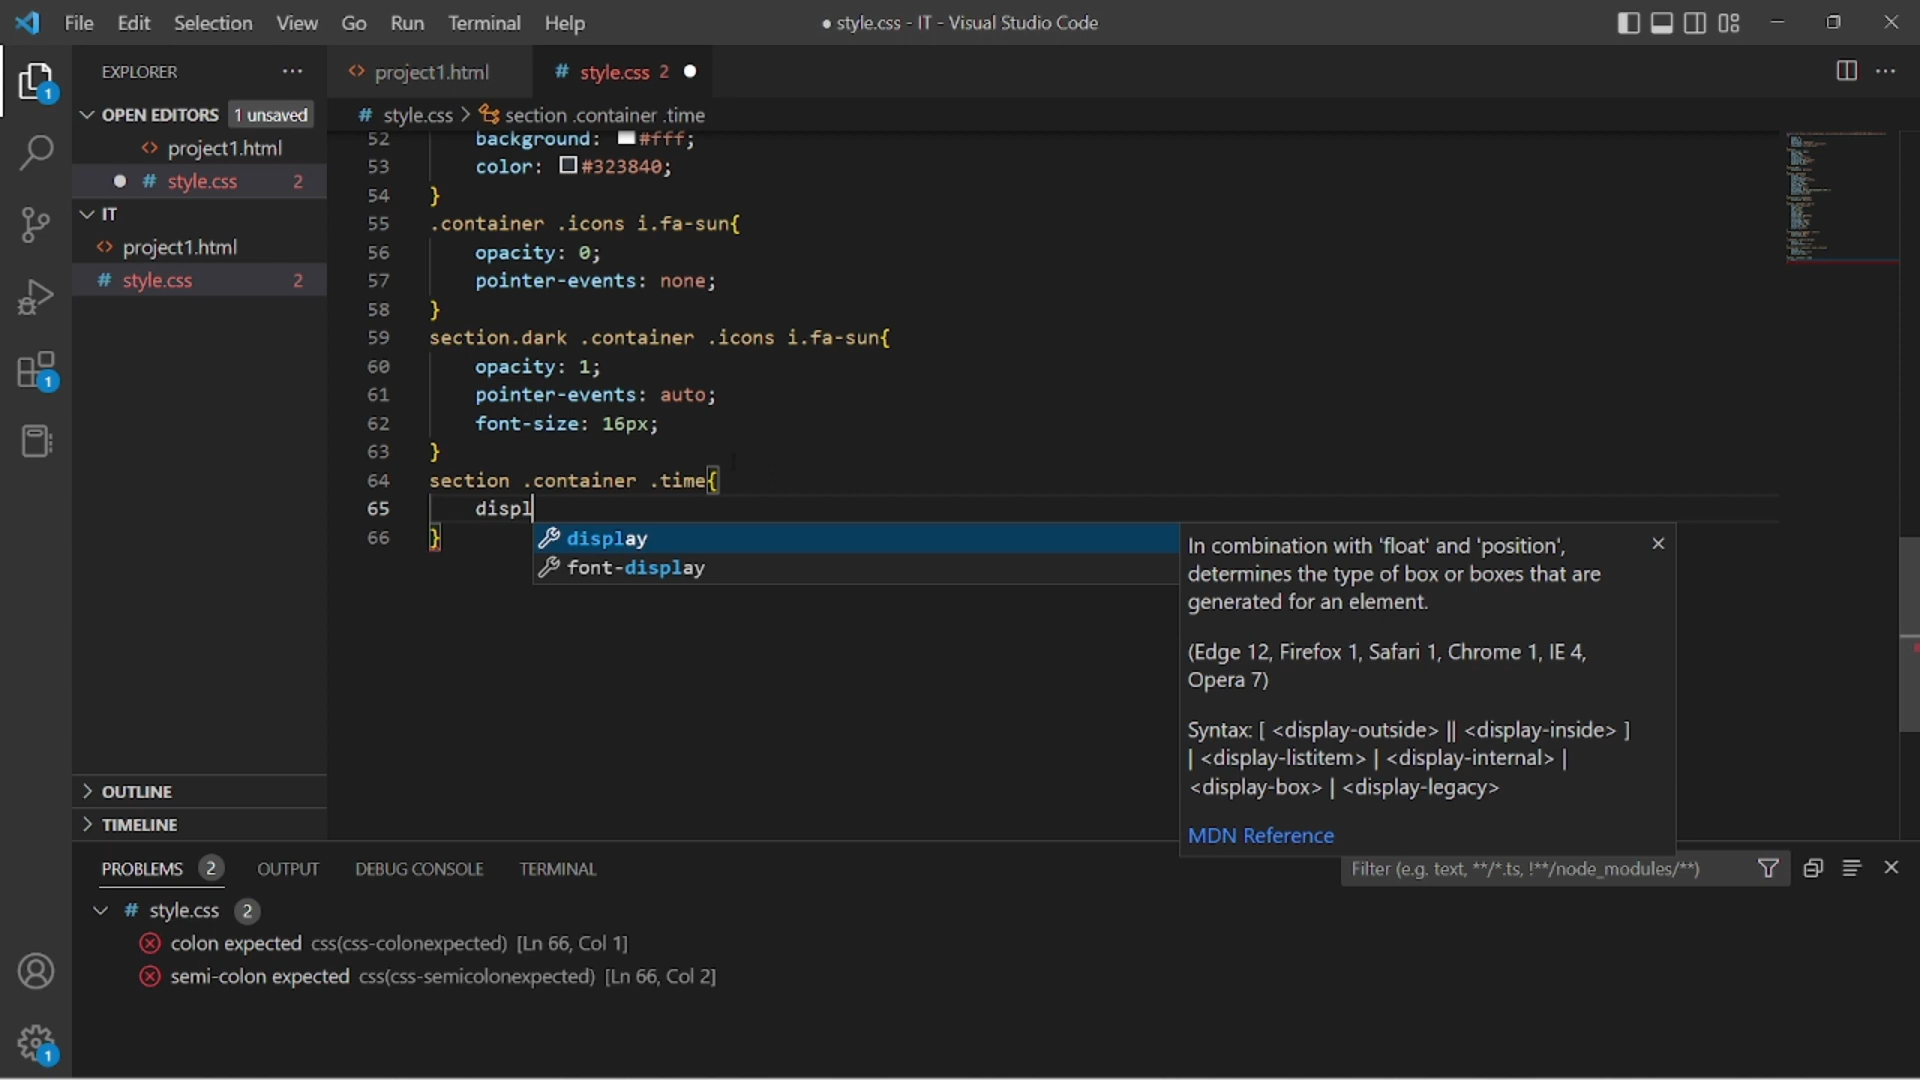 File Edit Selection View Go Run Terminal Help
● style.css - IT - Visual Studio Code
EXPLORER ...
OPEN EDITORS 1 unsaved
<> project1.html
● # style.css 2
IT
<> project1.html
# style.css 2
OUTLINE
TIMELINE
1
1
1
<> project1.html
# style.css 2 ●
# style.css > section .container .time
52 background: #fff;
53 color: #323840;
54 }
55 .container .icons i.fa-sun{
56 opacity: 0;
57 pointer-events: none;
58 }
59 section.dark .container .icons i.fa-sun{
60 opacity: 1;
61 pointer-events: auto;
62 font-size: 16px;
63 }
64 section .container .time{
65 displ
66 }
display
font-display
In combination with 'float' and 'position',
determines the type of box or boxes that are
generated for an element.
(Edge 12, Firefox 1, Safari 1, Chrome 1, IE 4,
Opera 7)
Syntax: [ <display-outside> || <display-inside> ]
| <display-listitem> | <display-internal> |
<display-box> | <display-legacy>
MDN Reference
PROBLEMS 2 OUTPUT DEBUG CONSOLE TERMINAL
Filter (e.g. text, **/*.ts, !**/node_modules/**)
# style.css 2
colon expected css(css-colonexpected) [Ln 66, Col 1]
semi-colon expected css(css-semicolonexpected) [Ln 66, Col 2]